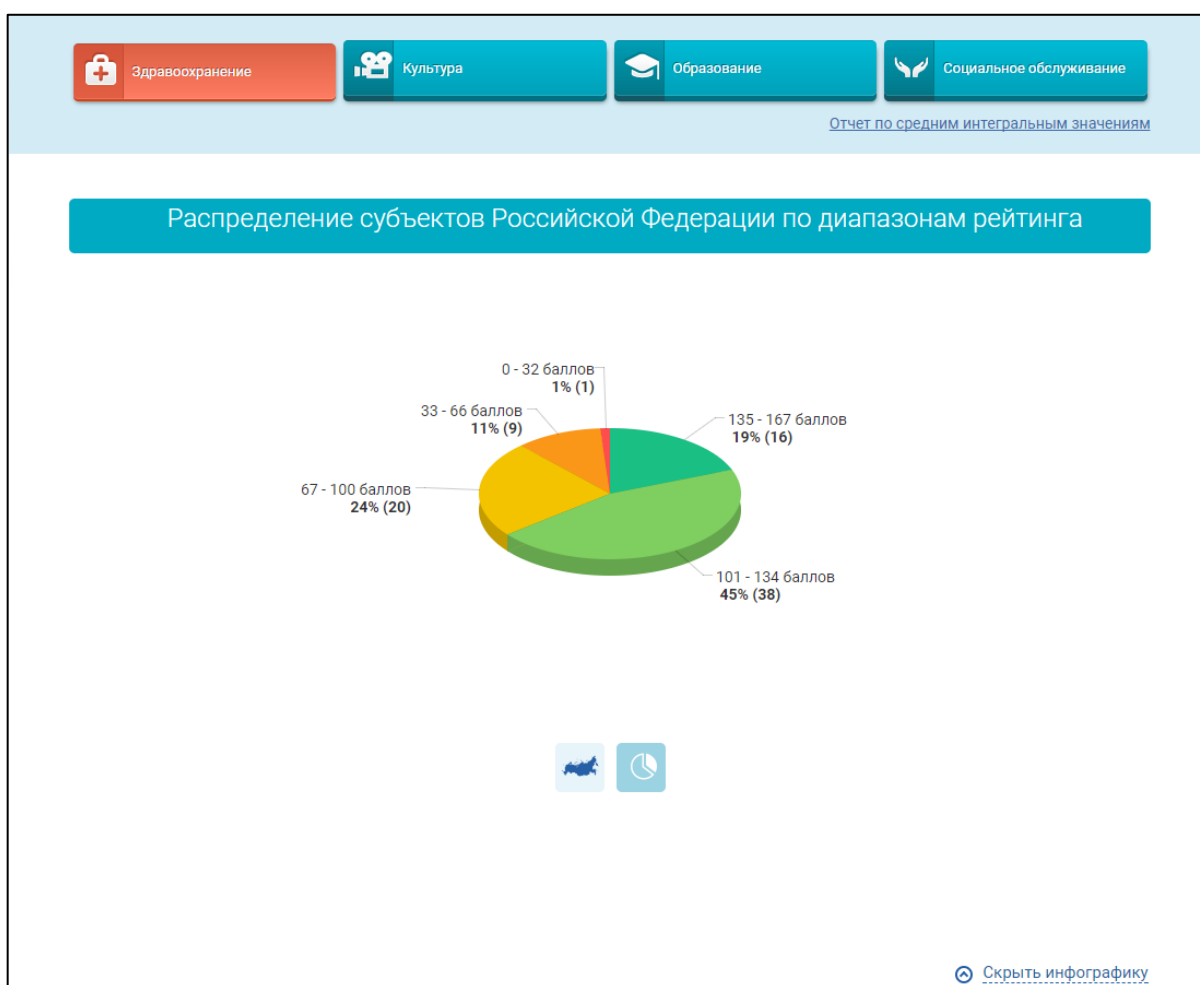 Здравоохранение
Культура
Образование
Социальное обслуживание
Отчет по средним интегральным значениям
Распределение субъектов Российской Федерации по диапазонам рейтинга
0 - 32 баллов
1% (1)
33 - 66 баллов
11% (9)
135 - 167 баллов
19% (16)
67 - 100 баллов
24% (20)
101 - 134 баллов
45% (38)
Скрыть инфографику